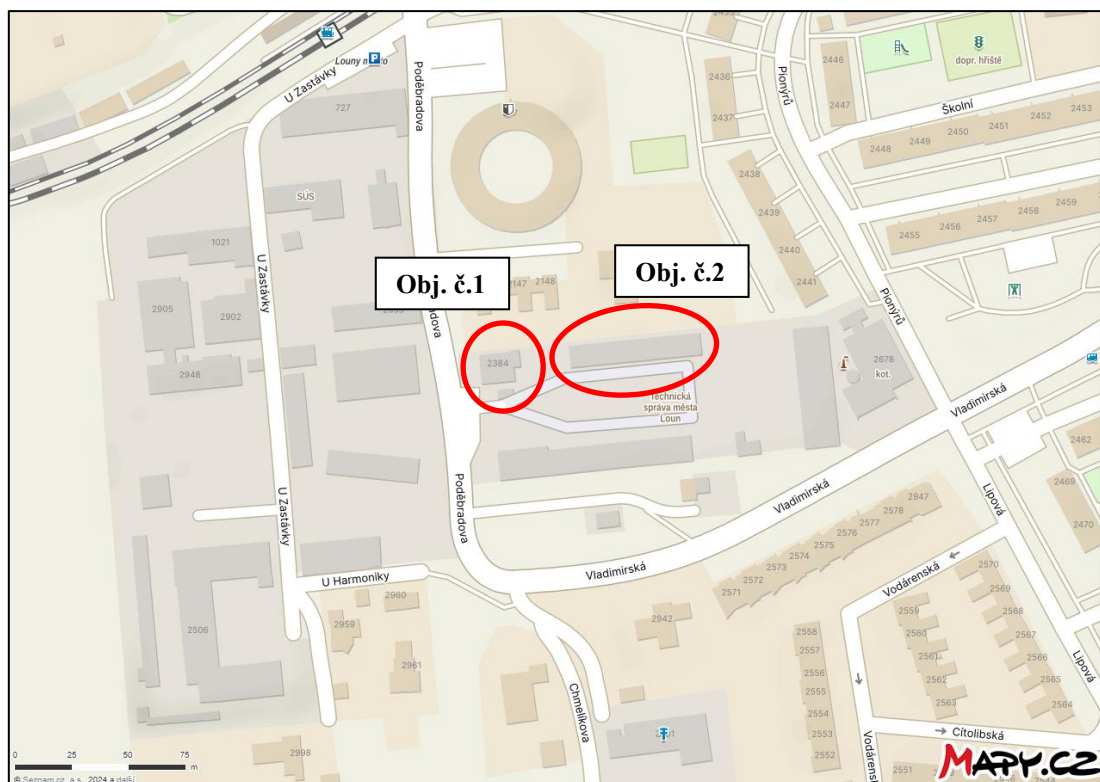 2436
2437
2446
2447
dopr. hřiště
Školní
2448
2449
2450
2451
2452
2453
Pionýrů
U Zastávky
Poděbradova
727
SÚS
2438
2439
2440
2441
2455
2456
2457
2458
2459
1021
U Zastávky
2905
2902
2948
Obj. č.1
Obj. č.2
2147
2148
2384
Technická
správa města
Loun
2678
kot.
Pionýrů
Vladimirská
2462
2469
2470
Lipová
Poděbradova
U Zastávky
Vladimirská
2947
2578
2577
2576
2575
2574
2573
2572
2571
Vladimirská
U Harmoniky
2506
2959
2960
2961
2942
Vodárenská
2570
2569
2568
2567
2566
2565
2564
2559
2560
2561
2562
2563
2558
2557
2556
2555
2554
2553
2552
Lipová
Chmelíkova
Vodárenská
Cítolibská
2998
0 25 50 75
m
© Seznam.cz, a.s., 2024 a další
Mapy.cz